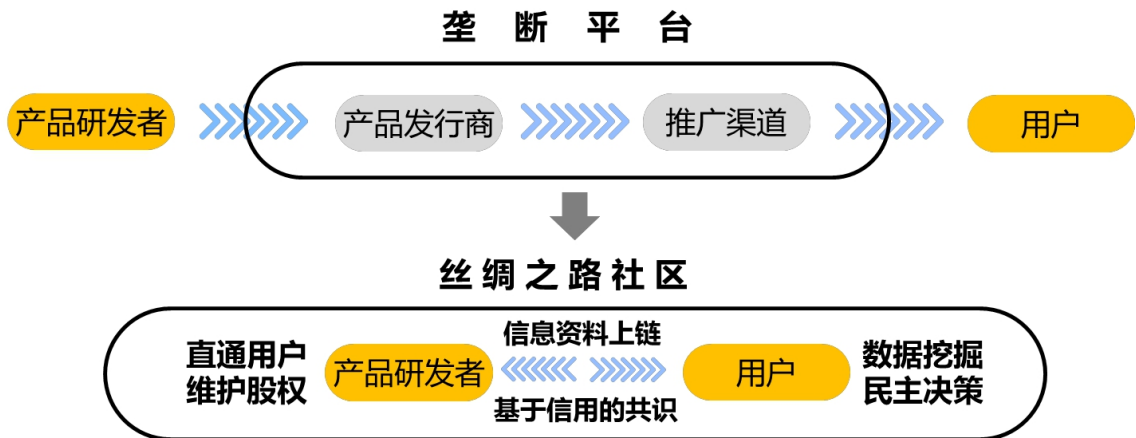 垄断平台
产品研发者
产品发行商
推广渠道
用户
丝绸之路社区
直通用户
维护股权
产品研发者
信息资料上链
基于信用的共识
用户
数据挖掘
民主决策